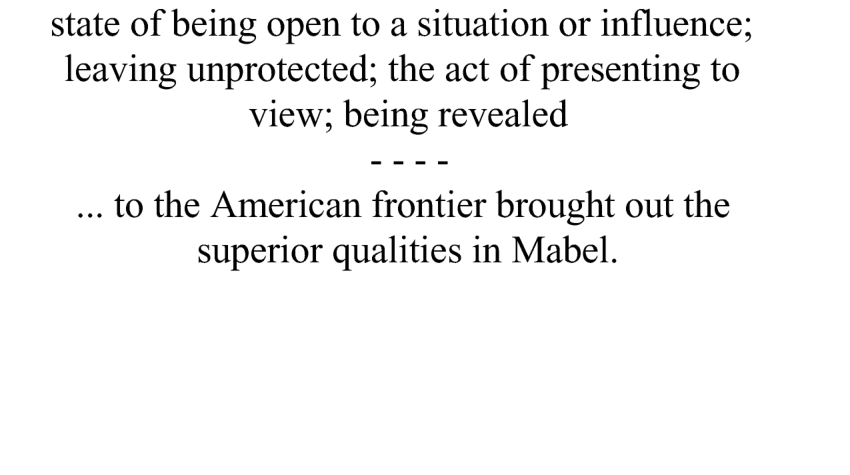 state of being open to a situation or influence;
leaving unprotected; the act of presenting to
view; being revealed
- - - -
... to the American frontier brought out the
superior qualities in Mabel.